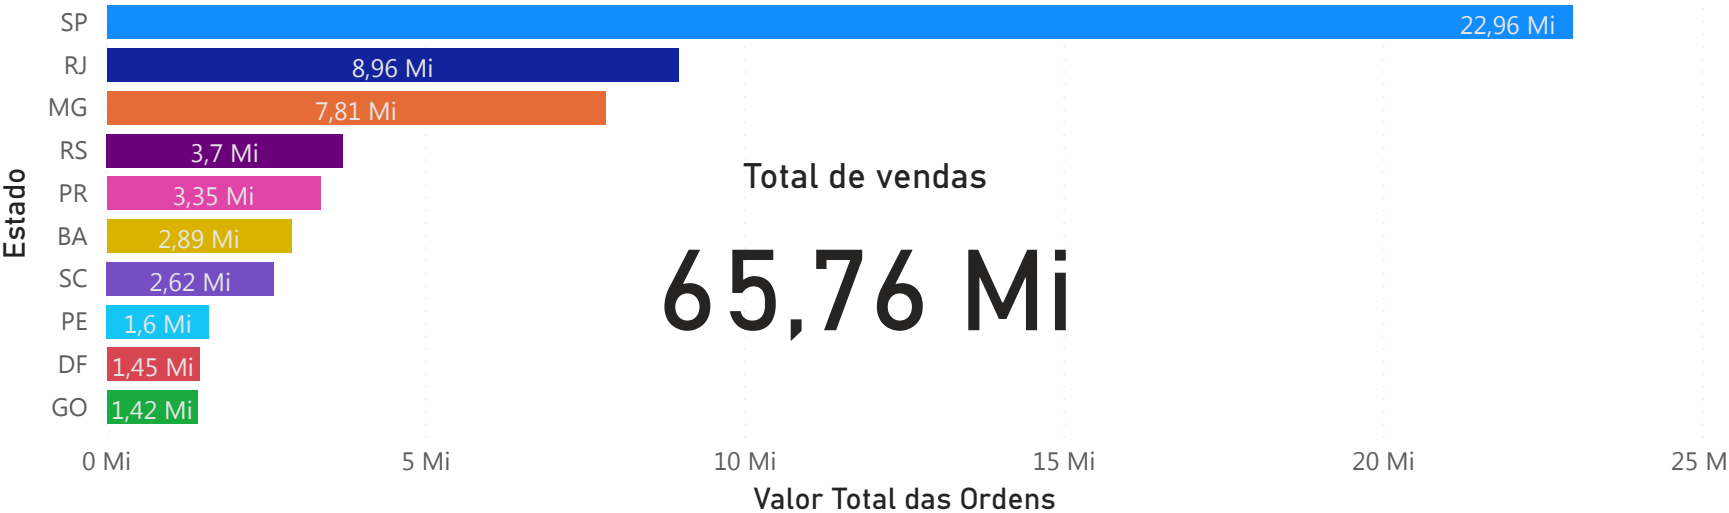 SP 22,96 Mi
RJ 8,96 Mi
MG 7,81 Mi
RS 3,7 Mi
PR 3,35 Mi
BA 2,89 Mi
SC 2,62 Mi
PE 1,6 Mi
DF 1,45 Mi
GO 1,42 Mi
Estado
Total de vendas
65,76 Mi
0 Mi 5 Mi 10 Mi 15 Mi 20 Mi 25 M
Valor Total das Ordens